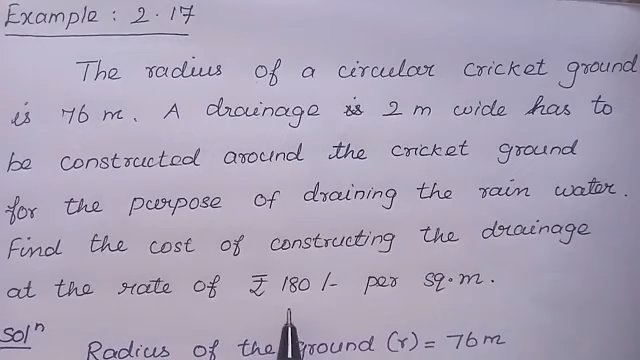 Example : 2.17
The radius of a circular cricket ground
is 76 m. A drainage is 2 m wide has to
be constructed around the cricket ground
for the purpose of draining the rain water.
Find the cost of constructing the drainage
at the rate of ₹ 180 /- per sq.m.
Solⁿ
Radius of the ground (r) = 76 m